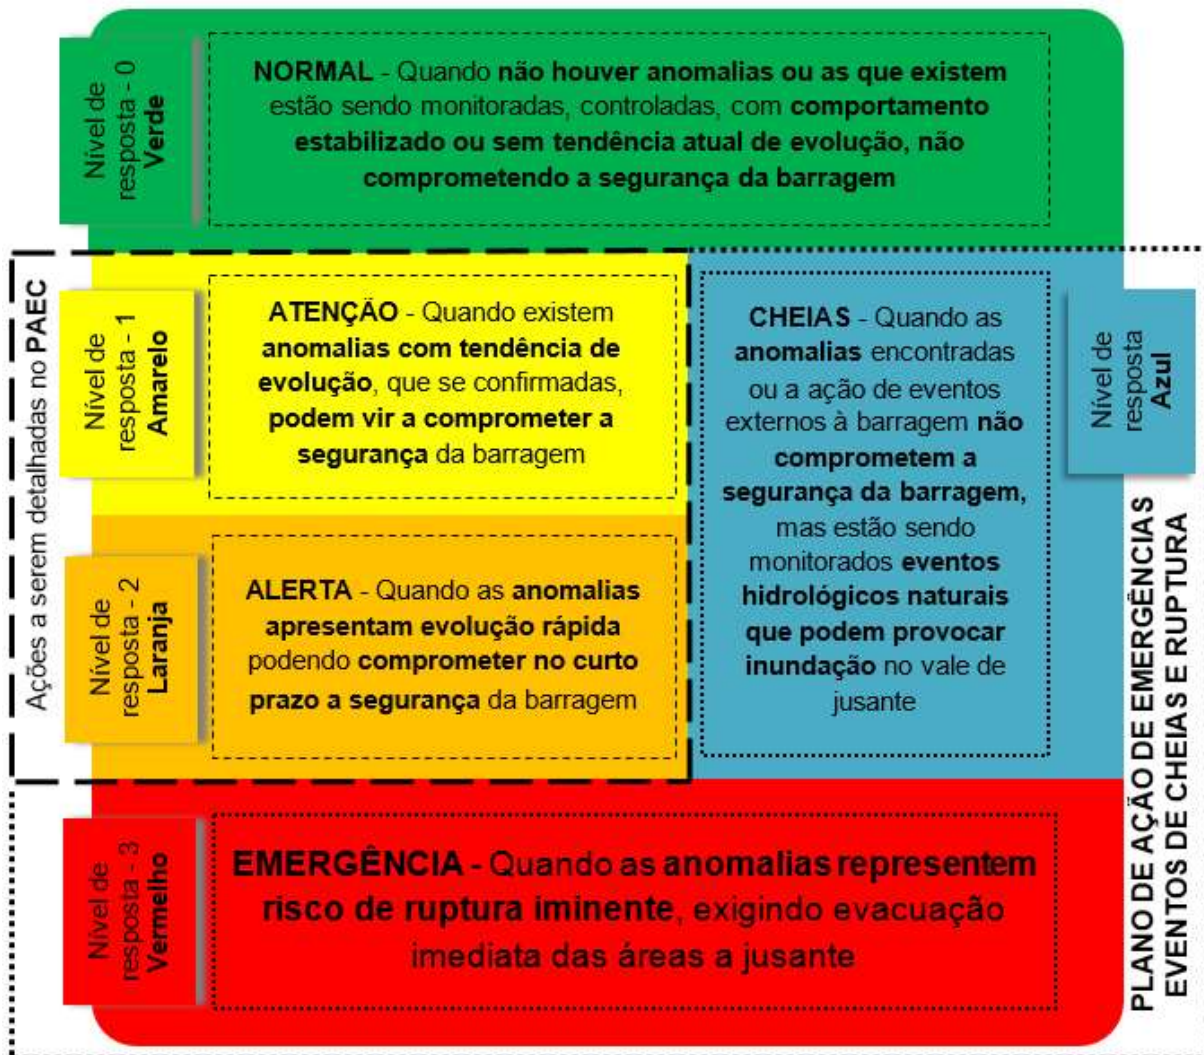 Nível de
resposta - 0
Verde
NORMAL - Quando não houver anomalias ou as que existem
estão sendo monitoradas, controladas, com comportamento
estabilizado ou sem tendência atual de evolução, não
comprometendo a segurança da barragem
Ações a serem detalhadas no PAEC
Nível de
resposta - 1
Amarelo
ATENÇÃO - Quando existem
anomalias com tendência de
evolução, que se confirmadas,
podem vir a comprometer a
segurança da barragem
Nível de
resposta - 2
Laranja
ALERTA - Quando as anomalias
apresentam evolução rápida
podendo comprometer no curto
prazo a segurança da barragem
CHEIAS - Quando as
anomalias encontradas
ou a ação de eventos
externos à barragem não
comprometem a
segurança da barragem,
mas estão sendo
monitorados eventos
hidrológicos naturais
que podem provocar
inundação no vale de
jusante
Nível de
resposta
Azul
PLANO DE AÇÃO DE EMERGÊNCIAS
EVENTOS DE CHEIAS E RUPTURA
Nível de
resposta - 3
Vermelho
EMERGÊNCIA - Quando as anomalias representem
risco de ruptura iminente, exigindo evacuação
imediata das áreas a jusante